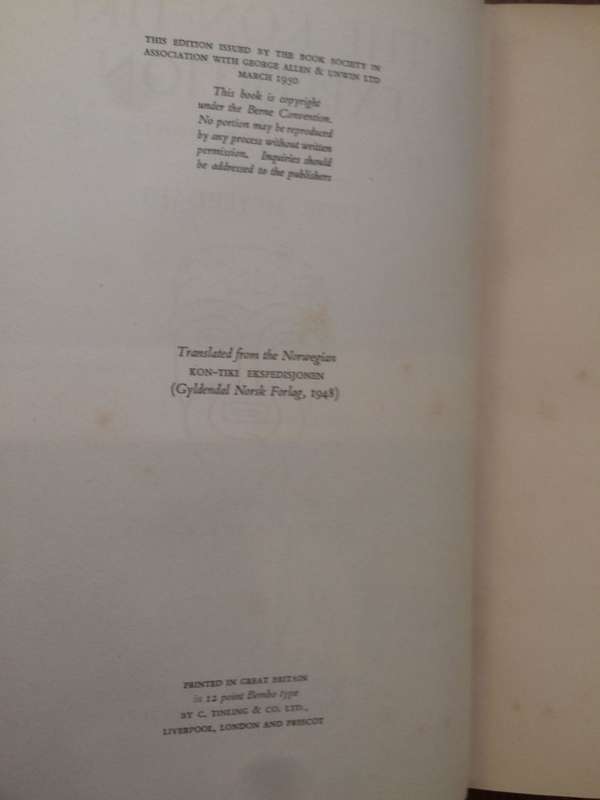 THIS EDITION ISSUED BY THE BOOK SOCIETY IN
ASSOCIATION WITH GEORGE ALLEN & UNWIN LTD
MARCH 1950
This book is copyright
under the Berne Convention.
No portion may be reproduced
by any process without written
permission. Inquiries should
be addressed to the publishers
Translated from the Norwegian
KON-TIKI EKSPEDISJONEN
(Gyldendal Norsk Forlag, 1948)
PRINTED IN GREAT BRITAIN
in 12 point Bembo type
BY C. TINLING & CO. LTD.,
LIVERPOOL, LONDON AND PRESCOT